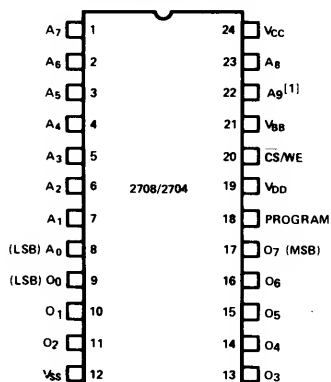 A7 1 24 VCC
A6 2 23 A8
A5 3 22 A9[1]
A4 4 21 VBB
A3 5 20 C̅S̅/WE
A2 6 2708/2704 19 VDD
A1 7 18 PROGRAM
(LSB) A0 8 17 O7 (MSB)
(LSB) O0 9 16 O6
O1 10 15 O5
O2 11 14 O4
VSS 12 13 O3